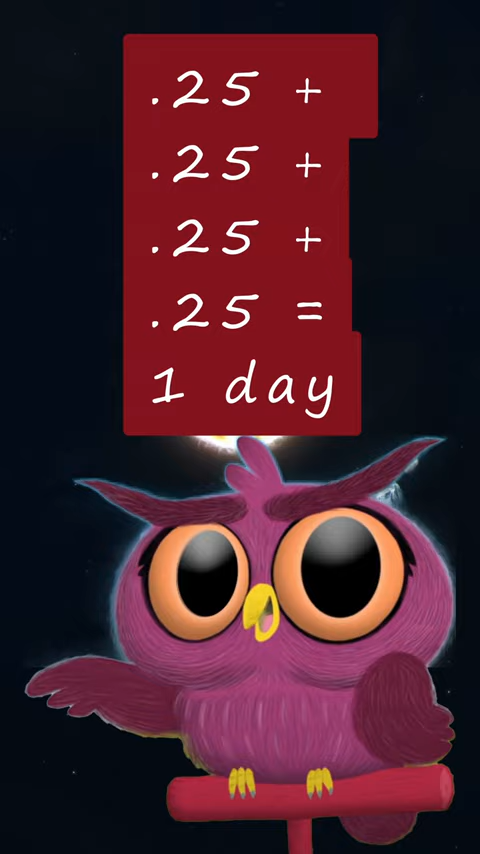 .25 +
.25 +
.25 +
.25 =
1 day